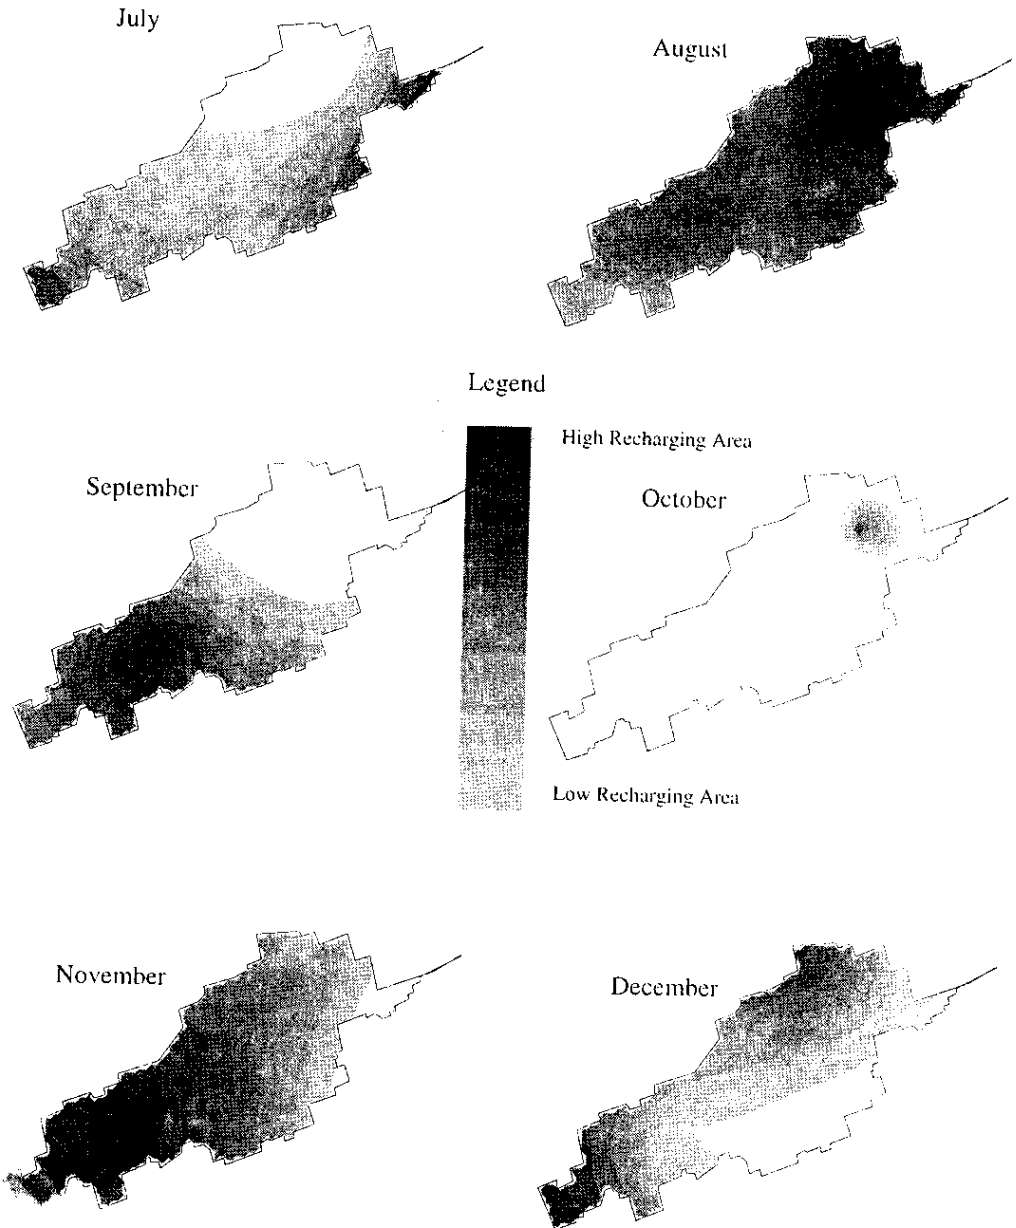 July
August
Legend
High Recharging Area
September
October
Low Recharging Area
November
December